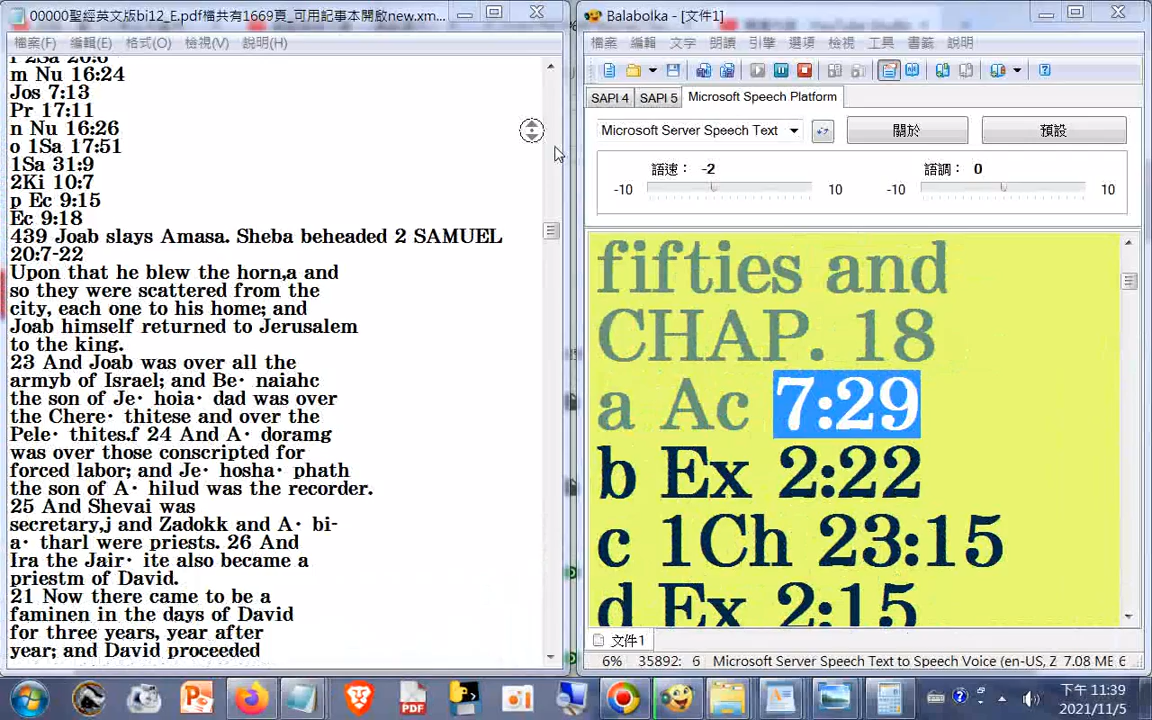 00000聖經英文版bi12_E.pdf檔共有1669頁_可用記事本開啟new.xm...
檔案(F) 編輯(E) 格式(O) 檢視(V) 說明(H)
m Nu 16:24
Jos 7:13
Pr 17:11
n Nu 16:26
o 1Sa 17:51
1Sa 31:9
2Ki 10:7
p Ec 9:15
Ec 9:18
439 Joab slays Amasa. Sheba beheaded 2 SAMUEL
20:7-22
Upon that he blew the horn,a and
so they were scattered from the
city, each one to his home; and
Joab himself returned to Jerusalem
to the king.
23 And Joab was over all the
armyb of Israel; and Be· naiahc
the son of Je· hoia· dad was over
the Chere· thitese and over the
Pele· thites.f 24 And A· doramg
was over those conscripted for
forced labor; and Je· hosha· phath
the son of A· hilud was the recorder.
25 And Shevai was
secretary,j and Zadokk and A· bi-
a· tharl were priests. 26 And
Ira the Jair· ite also became a
priestm of David.
21 Now there came to be a
faminen in the days of David
for three years, year after
year; and David proceeded
Balabolka - [文件1]
檔案 編輯 文字 朗讀 引擎 選項 檢視 工具 書籤 說明
SAPI 4 SAPI 5 Microsoft Speech Platform
Microsoft Server Speech Text 關於 預設
語速： -2 語調： 0
-10 10 -10 10
fifties and
CHAP. 18
a Ac 7:29
b Ex 2:22
c 1Ch 23:15
d Ex 2:15
文件1
6% 35892: 6 Microsoft Server Speech Text to Speech Voice (en-US, Z 7.08 ME 6
下午 11:39
2021/11/5